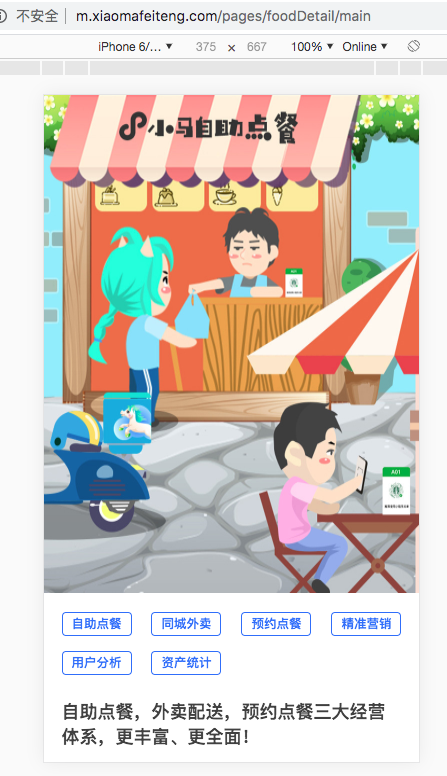 不安全 m.xiaomafeiteng.com/pages/foodDetail/main
iPhone 6/... 375 × 667 100% Online
小马自助点餐
A01
A01
自助点餐 同城外卖 预约点餐 精准营销
用户分析 资产统计
自助点餐，外卖配送，预约点餐三大经营
体系，更丰富、更全面！